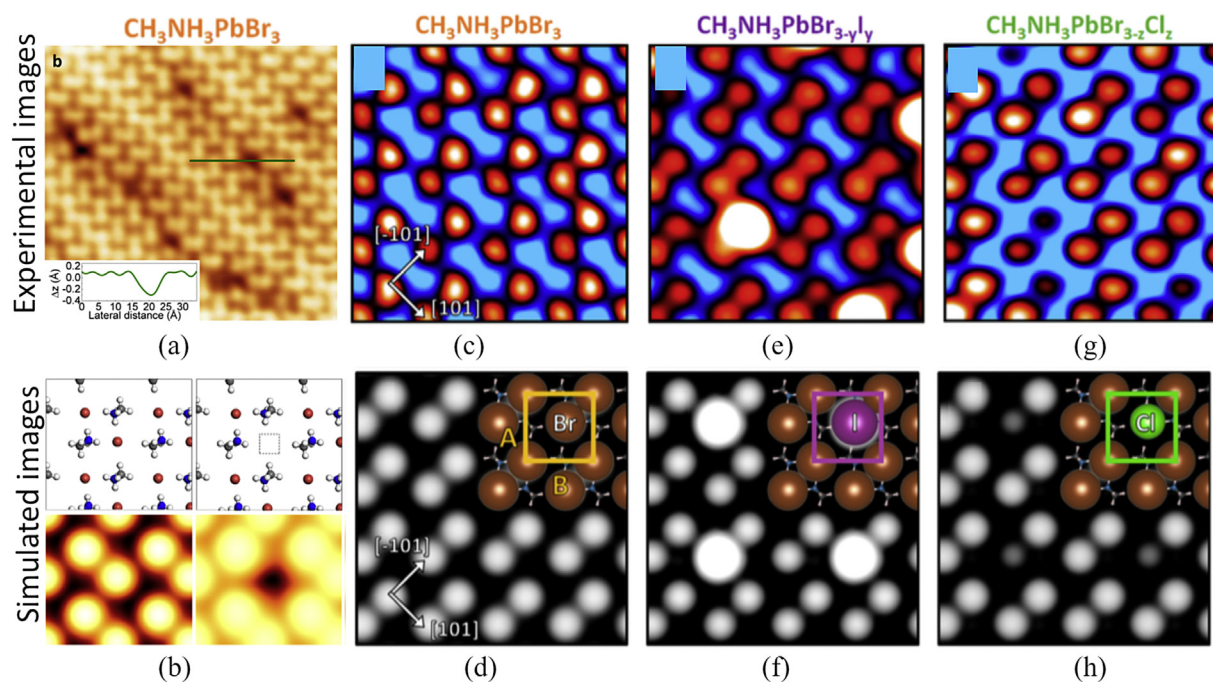 CH3NH3PbBr3
CH3NH3PbBr3
CH3NH3PbBr3-yIy
CH3NH3PbBr3-zClz
Experimental images
b
Δz (Å)
0.2
0.0
-0.2
-0.4
0 5 10 15 20 25 30
Lateral distance (Å)
[-101]
[101]
(a)
(c)
(e)
(g)
Simulated images
A
Br
B
I
Cl
[-101]
[101]
(b)
(d)
(f)
(h)